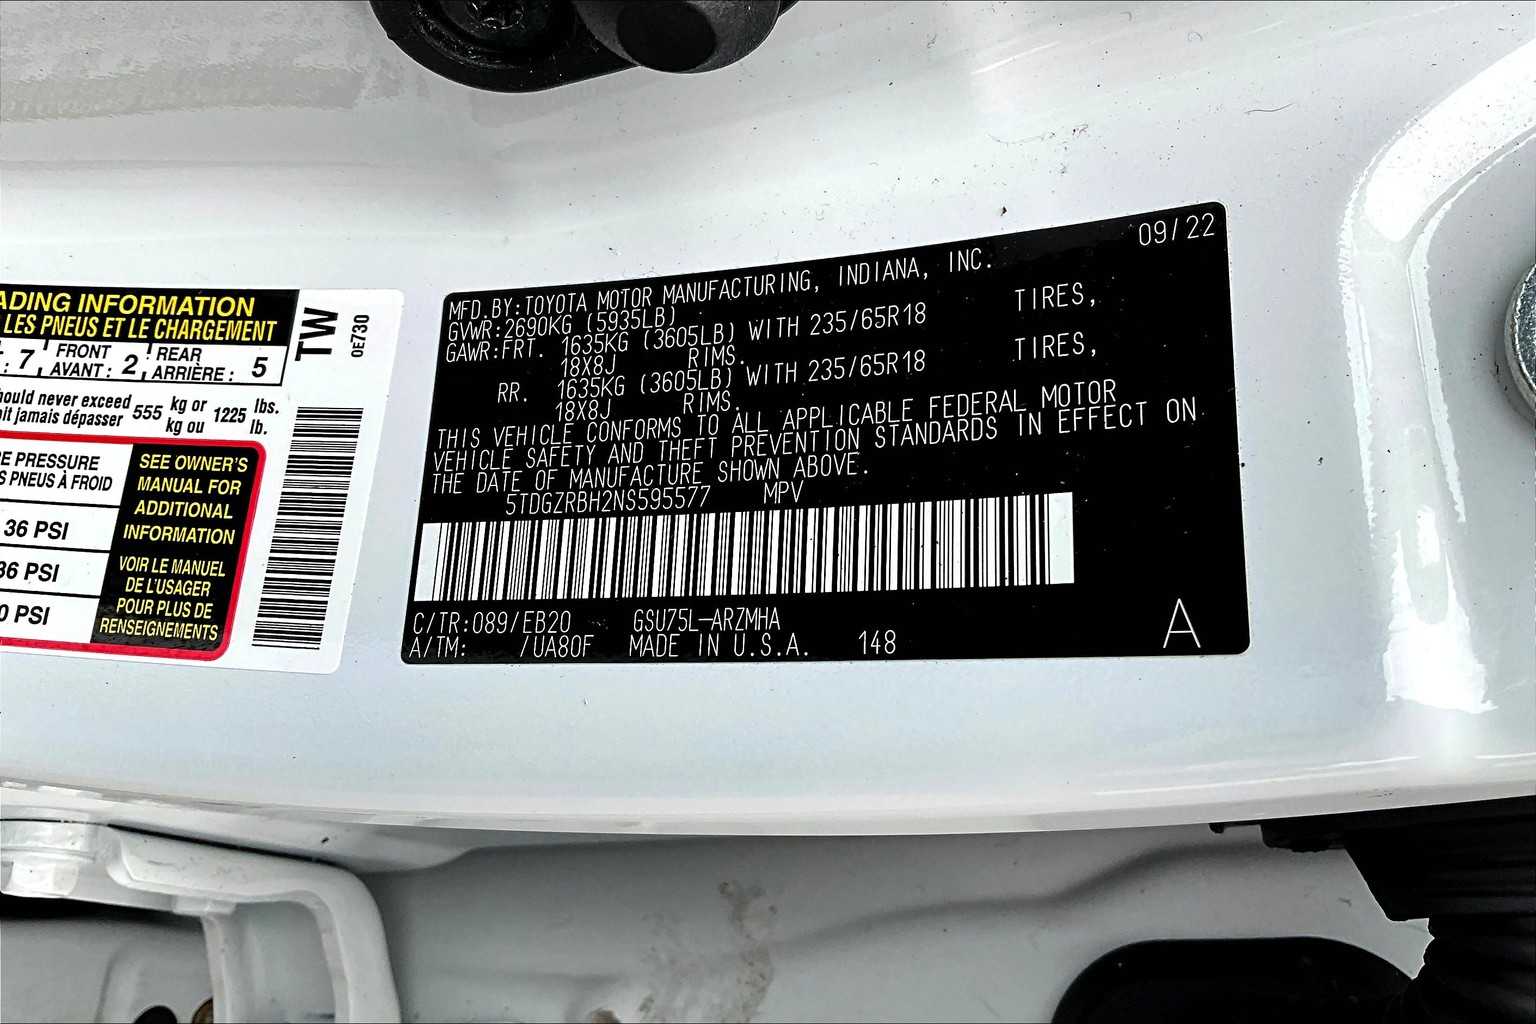 ADING INFORMATION
LES PNEUS ET LE CHARGEMENT
: 7 FRONT AVANT : 2 REAR ARRIÈRE : 5
ould never exceed 555 kg or 1225 lbs.
oit jamais dépasser kg ou lb.
E PRESSURE
S PNEUS À FROID
36 PSI
36 PSI
0 PSI
SEE OWNER'S
MANUAL FOR
ADDITIONAL
INFORMATION
VOIR LE MANUEL
DE L'USAGER
POUR PLUS DE
RENSEIGNEMENTS
TW
0E730
09/22
MFD.BY:TOYOTA MOTOR MANUFACTURING, INDIANA, INC.
GVWR:2690KG (5935LB)
GAWR:FRT. 1635KG (3605LB) WITH 235/65R18 TIRES,
18X8J RIMS.
RR. 1635KG (3605LB) WITH 235/65R18 TIRES,
18X8J RIMS.
THIS VEHICLE CONFORMS TO ALL APPLICABLE FEDERAL MOTOR
VEHICLE SAFETY AND THEFT PREVENTION STANDARDS IN EFFECT ON
THE DATE OF MANUFACTURE SHOWN ABOVE.
5TDGZRBH2NS595577 MPV
C/TR:089/EB20 GSU75L-ARZMHA
A/TM: /UA80F MADE IN U.S.A. 148
A